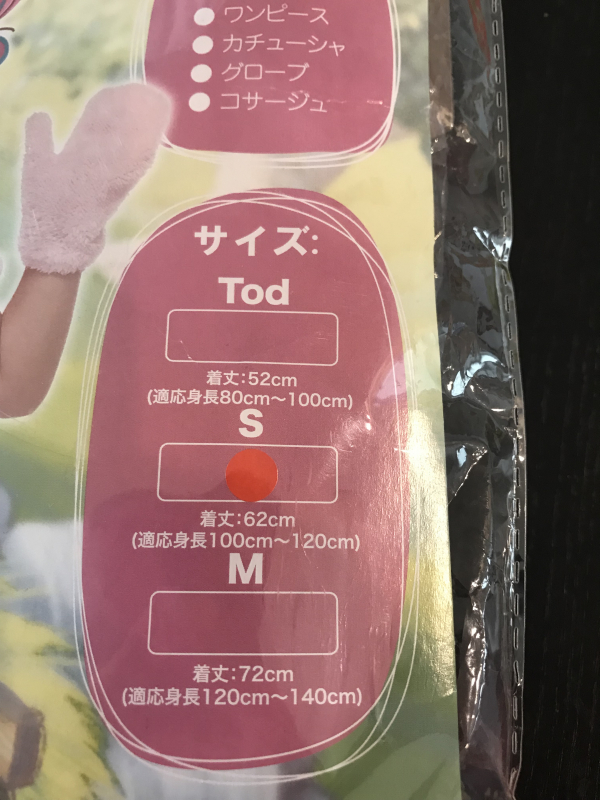 ●ワンピース
●カチューシャ
●グローブ
●コサージュ
サイズ:
Tod
着丈:52cm
(適応身長80cm〜100cm)
S
着丈:62cm
(適応身長100cm〜120cm)
M
着丈:72cm
(適応身長120cm〜140cm)